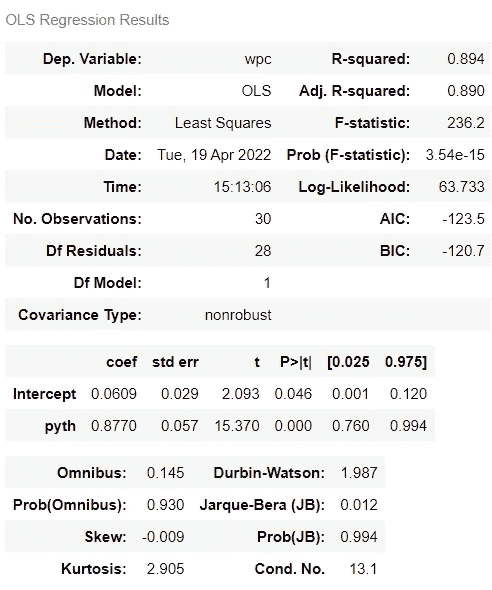 OLS Regression Results
Dep. Variable: wpc R-squared: 0.894
Model: OLS Adj. R-squared: 0.890
Method: Least Squares F-statistic: 236.2
Date: Tue, 19 Apr 2022 Prob (F-statistic): 3.54e-15
Time: 15:13:06 Log-Likelihood: 63.733
No. Observations: 30 AIC: -123.5
Df Residuals: 28 BIC: -120.7
Df Model: 1
Covariance Type: nonrobust
coef std err t P>|t| [0.025 0.975]
Intercept 0.0609 0.029 2.093 0.046 0.001 0.120
pyth 0.8770 0.057 15.370 0.000 0.760 0.994
Omnibus: 0.145 Durbin-Watson: 1.987
Prob(Omnibus): 0.930 Jarque-Bera (JB): 0.012
Skew: -0.009 Prob(JB): 0.994
Kurtosis: 2.905 Cond. No. 13.1